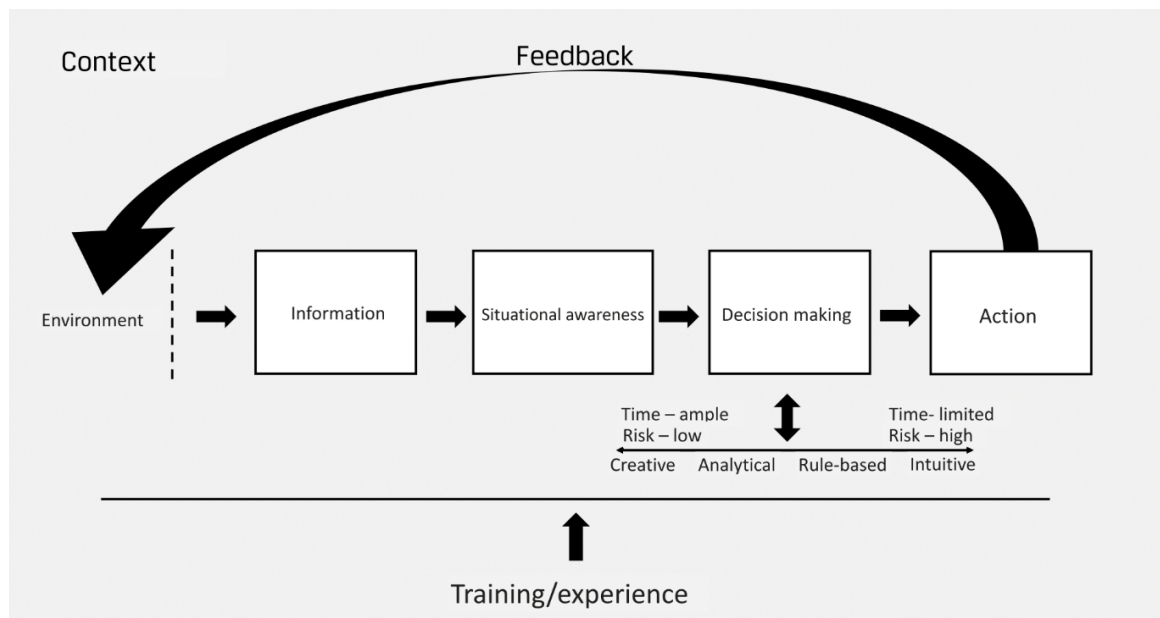 Context
Feedback
Environment
Information
Situational awareness
Decision making
Action
Time – ample
Risk – low
Time- limited
Risk – high
Creative
Analytical
Rule-based
Intuitive
Training/experience